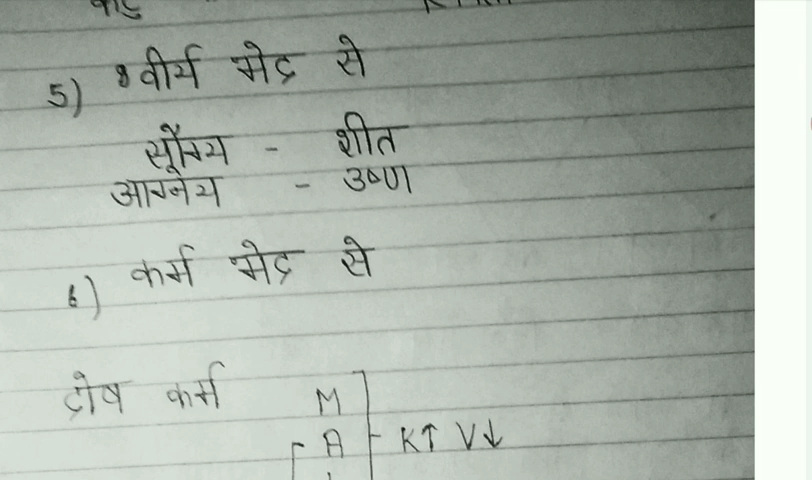 5) वीर्य भेद से
सौम्य - शीत
आग्नेय - उष्ण
6) कर्म भेद से
दोष कर्म M
A K↑ V↓